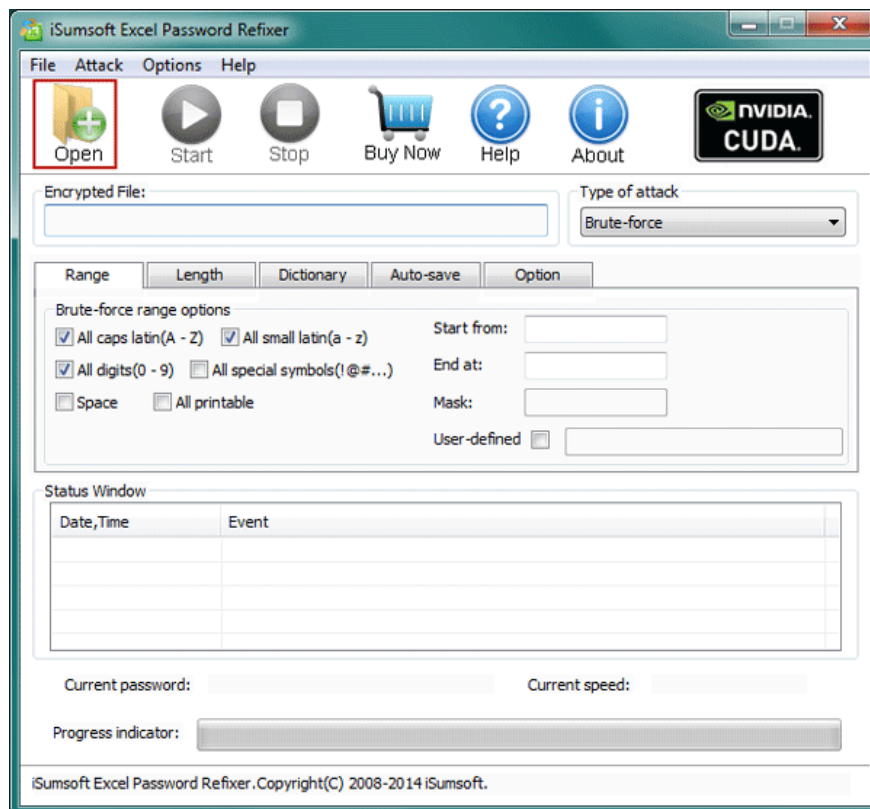 iSumsoft Excel Password Refixer
File Attack Options Help
Open Start Stop Buy Now Help About
NVIDIA.
CUDA.
Encrypted File: Type of attack
Brute-force
Range Length Dictionary Auto-save Option
Brute-force range options
All caps latin(A - Z) All small latin(a - z) Start from:
All digits(0 - 9) All special symbols(!@#...) End at:
Space All printable Mask:
User-defined
Status Window
Date,Time Event
Current password: Current speed:
Progress indicator:
iSumsoft Excel Password Refixer.Copyright(C) 2008-2014 iSumsoft.